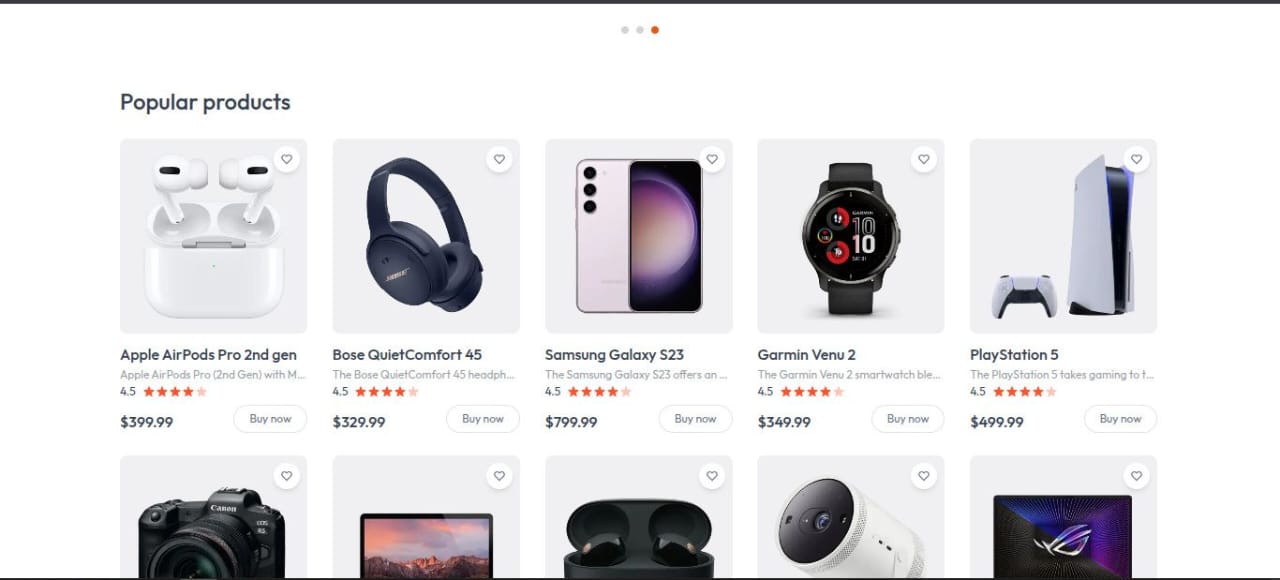 Popular products
BOSE
GARMIN
10
10
Apple AirPods Pro 2nd gen
Apple AirPods Pro (2nd Gen) with M...
4.5
$399.99
Buy now
Bose QuietComfort 45
The Bose QuietComfort 45 headph...
4.5
$329.99
Buy now
Samsung Galaxy S23
The Samsung Galaxy S23 offers an ...
4.5
$799.99
Buy now
Garmin Venu 2
The Garmin Venu 2 smartwatch ble...
4.5
$349.99
Buy now
PlayStation 5
The PlayStation 5 takes gaming to t...
4.5
$499.99
Buy now
Canon
EOS
R5